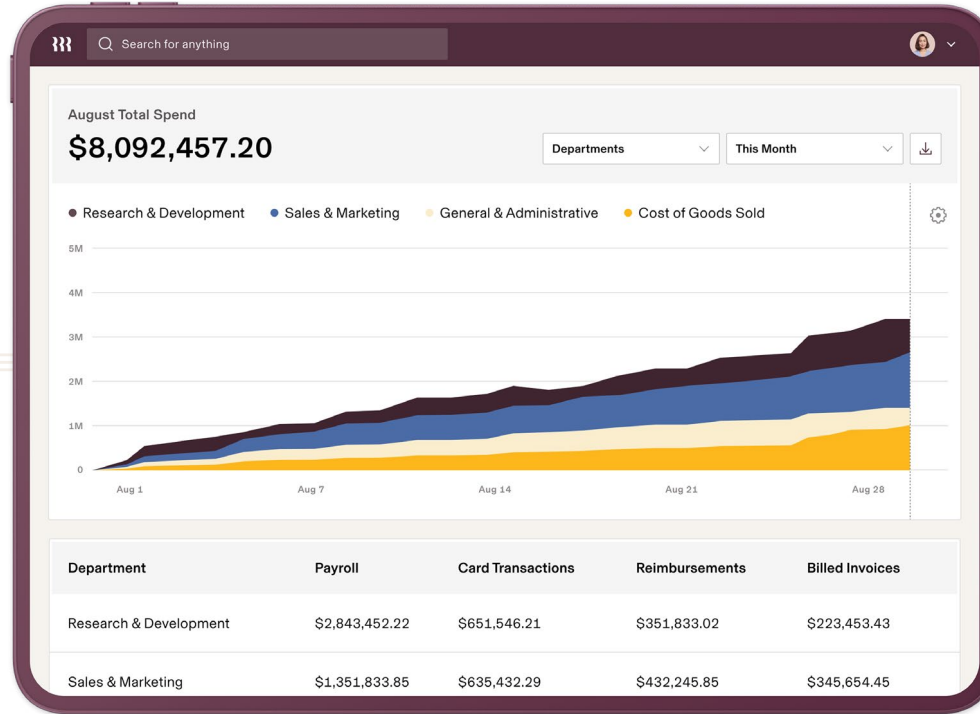 Search for anything
August Total Spend
$8,092,457.20
Departments
This Month
Research & Development
Sales & Marketing
General & Administrative
Cost of Goods Sold
5M
4M
3M
2M
1M
0
Aug 1
Aug 7
Aug 14
Aug 21
Aug 28
Department Payroll Card Transactions Reimbursements Billed Invoices
Research & Development $2,843,452.22 $651,546.21 $351,833.02 $223,453.43
Sales & Marketing $1,351,833.85 $635,432.29 $432,245.85 $345,654.45